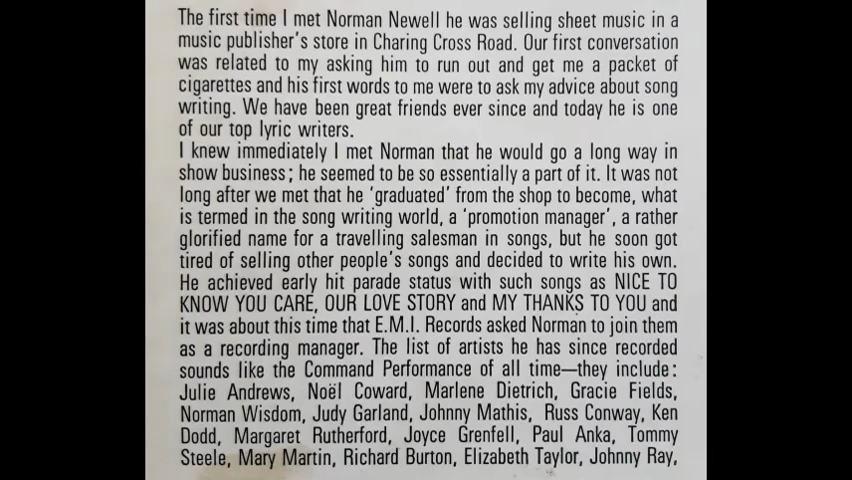 The first time I met Norman Newell he was selling sheet music in a
music publisher's store in Charing Cross Road. Our first conversation
was related to my asking him to run out and get me a packet of
cigarettes and his first words to me were to ask my advice about song
writing. We have been great friends ever since and today he is one
of our top lyric writers.
I knew immediately I met Norman that he would go a long way in
show business; he seemed to be so essentially a part of it. It was not
long after we met that he 'graduated' from the shop to become, what
is termed in the song writing world, a 'promotion manager', a rather
glorified name for a travelling salesman in songs, but he soon got
tired of selling other people's songs and decided to write his own.
He achieved early hit parade status with such songs as NICE TO
KNOW YOU CARE, OUR LOVE STORY and MY THANKS TO YOU and
it was about this time that E.M.I. Records asked Norman to join them
as a recording manager. The list of artists he has since recorded
sounds like the Command Performance of all time—they include:
Julie Andrews, Noël Coward, Marlene Dietrich, Gracie Fields,
Norman Wisdom, Judy Garland, Johnny Mathis, Russ Conway, Ken
Dodd, Margaret Rutherford, Joyce Grenfell, Paul Anka, Tommy
Steele, Mary Martin, Richard Burton, Elizabeth Taylor, Johnny Ray,